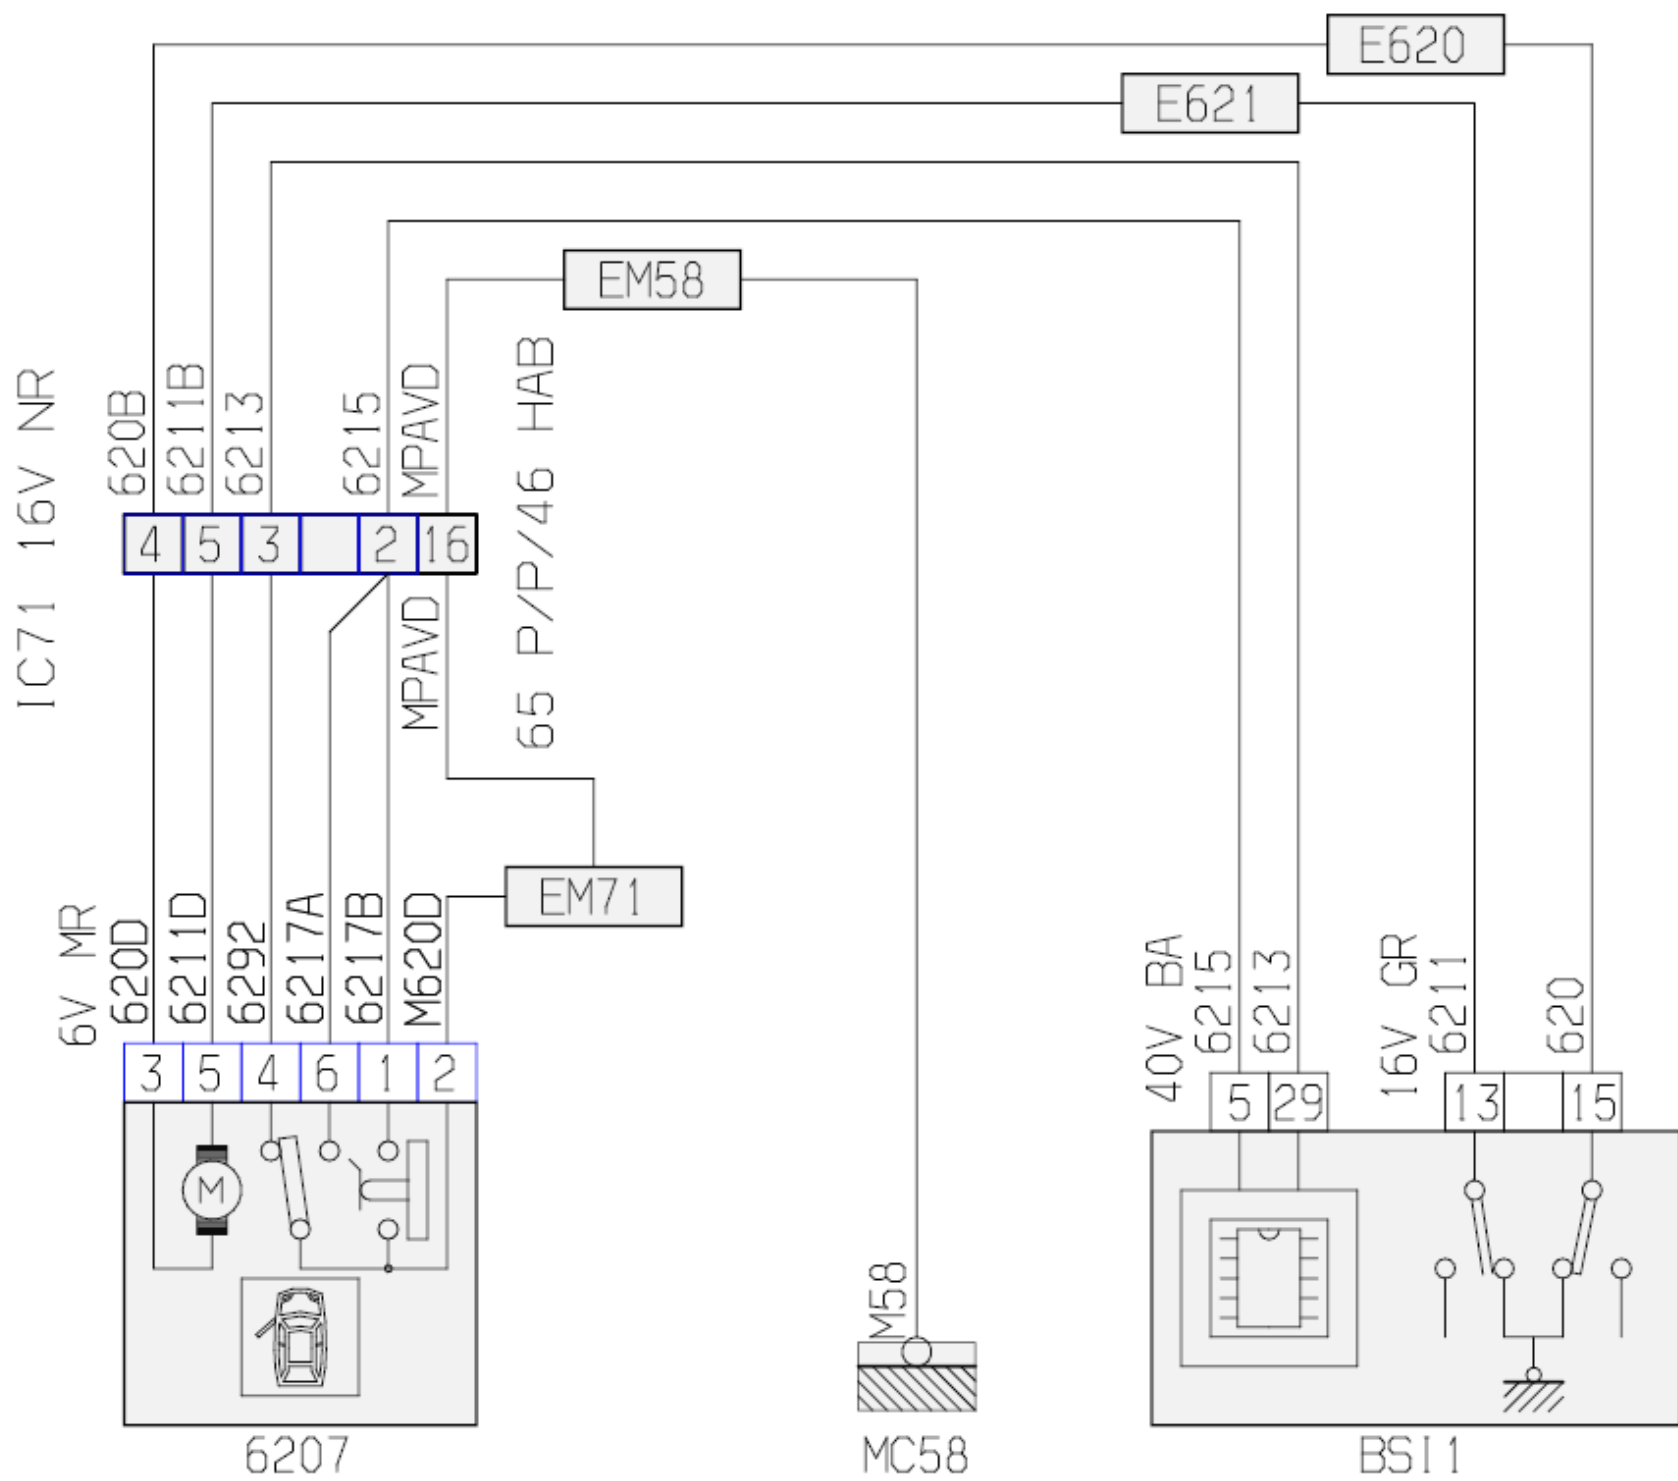 E620
E621
EM58
IC71 16V NR
620B
6211B
6213
6215
MPAVD
65 P/P/46 HAB
4 5 3 2 16
MPAVD
EM71
6V MR
620D
6211D
6292
6217A
6217B
M620D
3 5 4 6 1 2
M
6207
M58
MC58
40V BA
6215
6213
16V GR
6211
620
5 29 13 15
BSI1